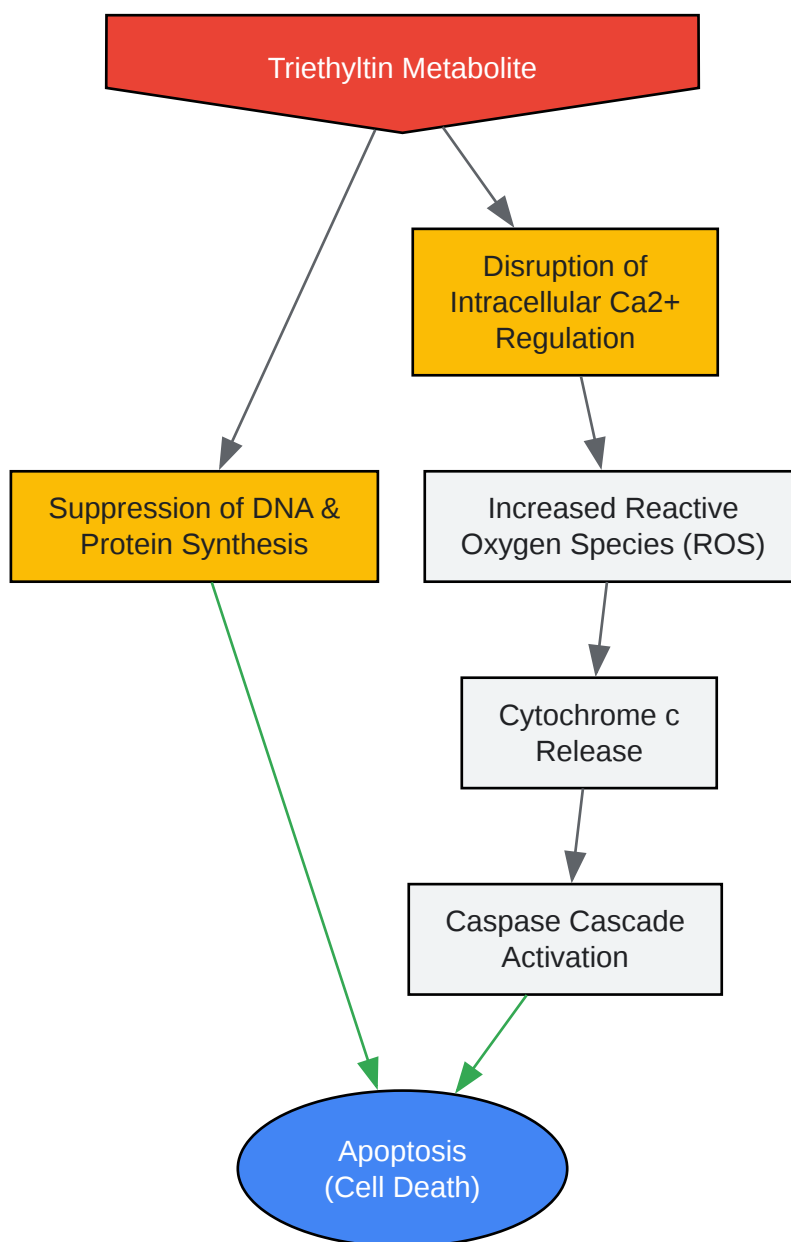 Triethyltin Metabolite
Disruption of
Intracellular Ca2+
Regulation
Suppression of DNA &
Protein Synthesis
Increased Reactive
Oxygen Species (ROS)
Cytochrome c
Release
Caspase Cascade
Activation
Apoptosis
(Cell Death)